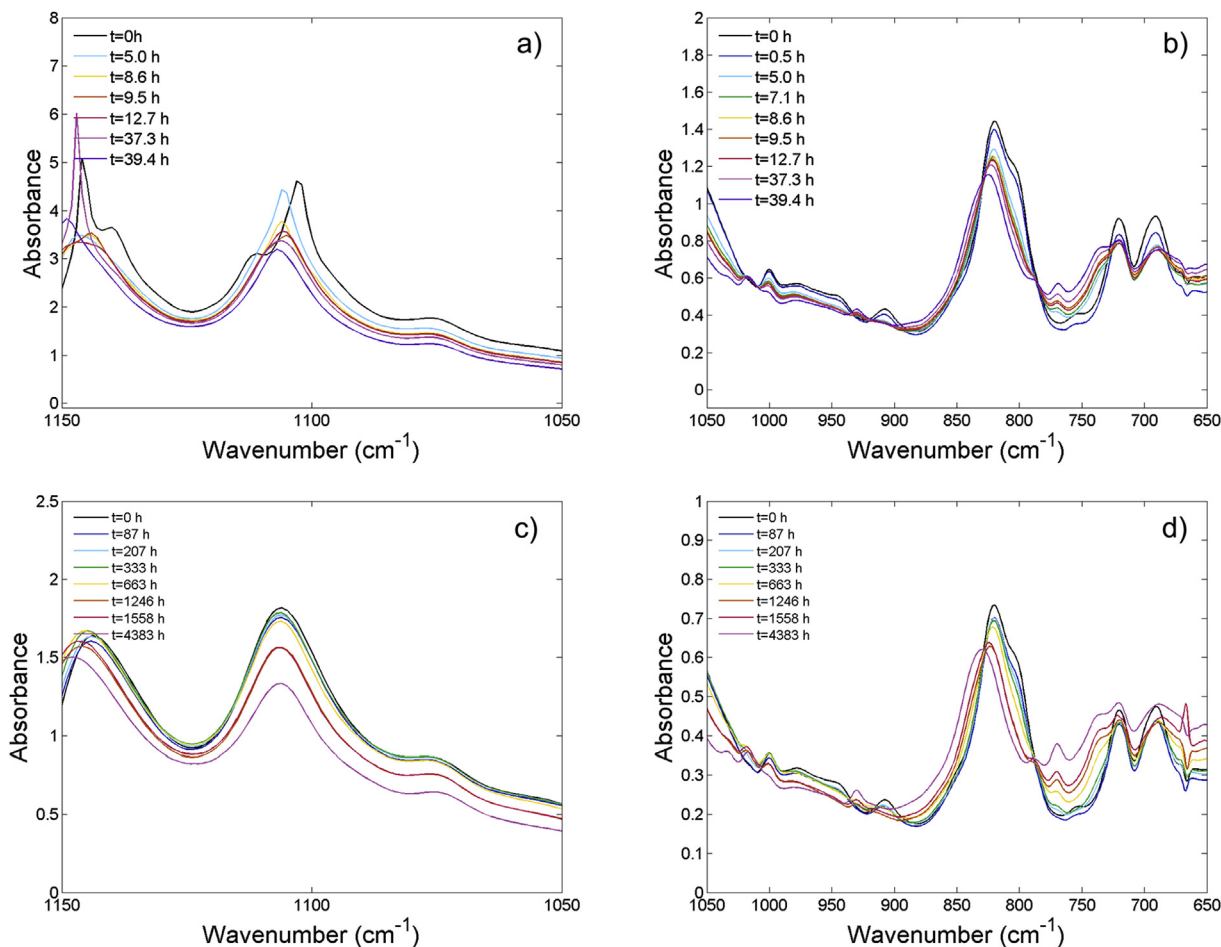 a)
8
7
6
5
4
3
2
1
0
Absorbance
t=0h
t=5.0 h
t=8.6 h
t=9.5 h
t=12.7 h
t=37.3 h
t=39.4 h
1150
1100
1050
Wavenumber (cm⁻¹)
b)
2
1.8
1.6
1.4
1.2
1
0.8
0.6
0.4
0.2
0
Absorbance
t=0 h
t=0.5 h
t=5.0 h
t=7.1 h
t=8.6 h
t=9.5 h
t=12.7 h
t=37.3 h
t=39.4 h
1050
1000
950
900
850
800
750
700
650
Wavenumber (cm⁻¹)
c)
2.5
2
1.5
1
0.5
0
Absorbance
t=0 h
t=87 h
t=207 h
t=333 h
t=663 h
t=1246 h
t=1558 h
t=4383 h
1150
1100
1050
Wavenumber (cm⁻¹)
d)
1
0.9
0.8
0.7
0.6
0.5
0.4
0.3
0.2
0.1
0
Absorbance
t=0 h
t=87 h
t=207 h
t=333 h
t=663 h
t=1246 h
t=1558 h
t=4383 h
1050
1000
950
900
850
800
750
700
650
Wavenumber (cm⁻¹)